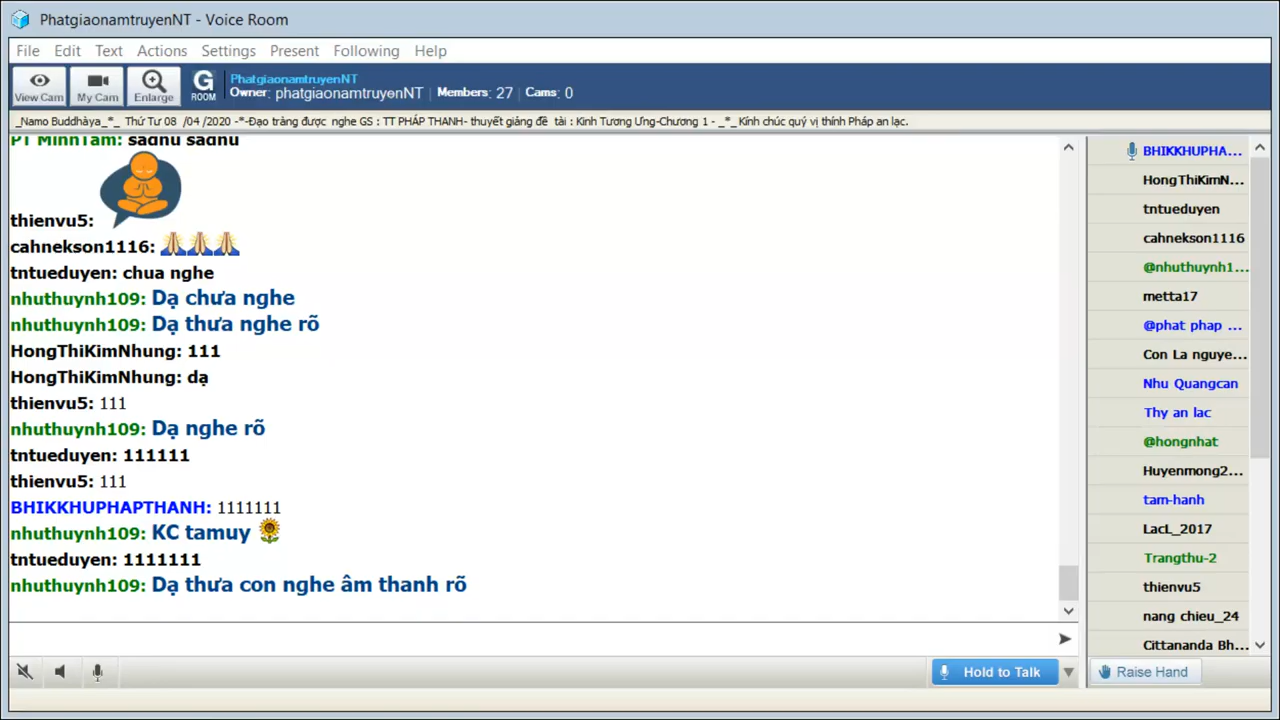 PhatgiaonamtruyenNT - Voice Room
File Edit Text Actions Settings Present Following Help
View Cam My Cam Enlarge G ROOM
PhatgiaonamtruyenNT
Owner: phatgiaonamtruyenNT | Members: 27 | Cams: 0
_Namo Buddhàya_*_ Thứ Tư 08 /04 /2020 -*-Đạo tràng được nghe GS : TT PHÁP THANH- thuyết giảng đề tài : Kinh Tương Ưng-Chương 1 - _*_ Kính chúc quý vị thính Pháp an lạc.
PT MinhTam: sadhu sadhu
thienvu5:
cahnekson1116:
tntueduyen: chua nghe
nhuthuynh109: Dạ chưa nghe
nhuthuynh109: Dạ thưa nghe rõ
HongThiKimNhung: 111
HongThiKimNhung: dạ
thienvu5: 111
nhuthuynh109: Dạ nghe rõ
tntueduyen: 111111
thienvu5: 111
BHIKKHUPHAPTHANH: 1111111
nhuthuynh109: KC tamuy
tntueduyen: 1111111
nhuthuynh109: Dạ thưa con nghe âm thanh rõ
BHIKKHUPHA...
HongThiKimN...
tntueduyen
cahnekson1116
@nhuthuynh1...
metta17
@phat phap ...
Con La nguye...
Nhu Quangcan
Thy an lac
@hongnhat
Huyenmong2...
tam-hanh
LacL_2017
Trangthu-2
thienvu5
nang chieu_24
Cittananda Bh...
Hold to Talk
Raise Hand